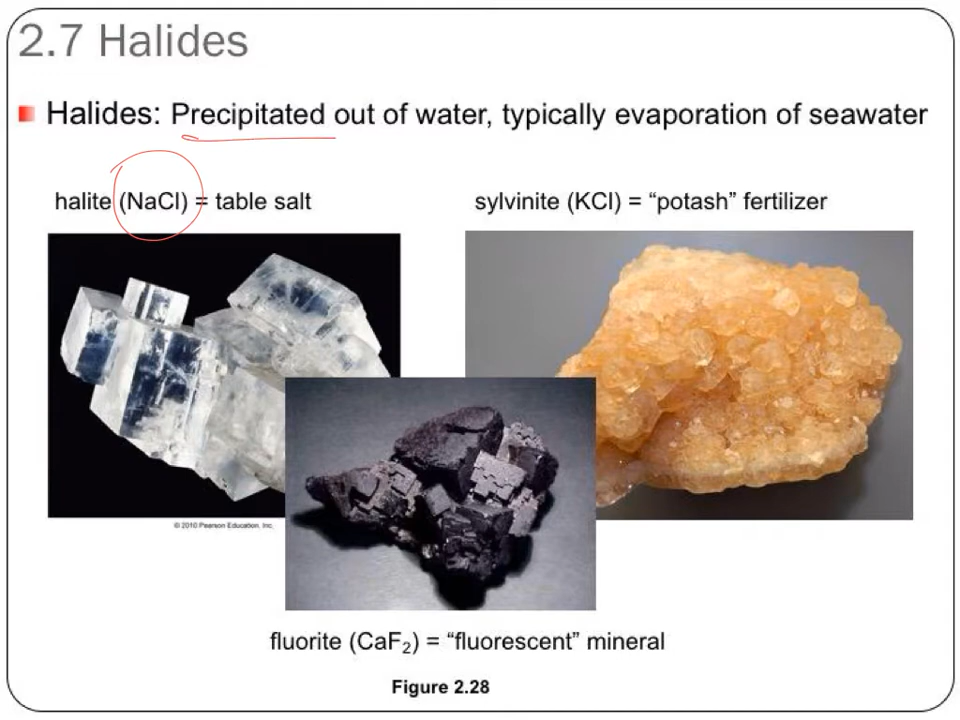 2.7 Halides
Halides: Precipitated out of water, typically evaporation of seawater
halite (NaCl) = table salt
sylvinite (KCl) = “potash” fertilizer
© 2010 Pearson Education, Inc.
fluorite (CaF₂) = “fluorescent” mineral
Figure 2.28